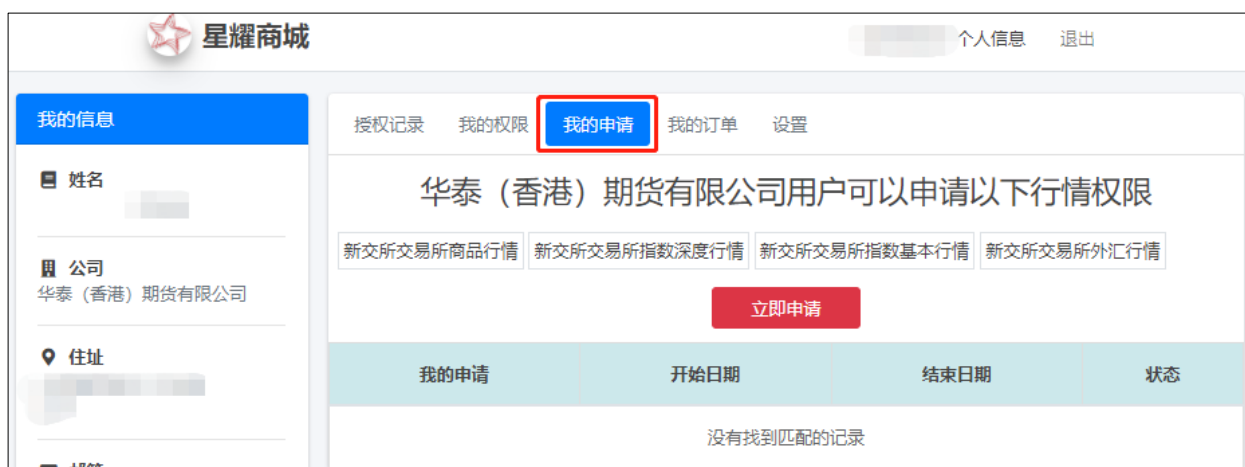 星耀商城
个人信息 退出
我的信息
姓名
公司
华泰（香港）期货有限公司
住址
授权记录 我的权限 我的申请 我的订单 设置
华泰（香港）期货有限公司用户可以申请以下行情权限
新交所交易所商品行情 新交所交易所指数深度行情 新交所交易所指数基本行情 新交所交易所外汇行情
立即申请
我的申请 开始日期 结束日期 状态
没有找到匹配的记录